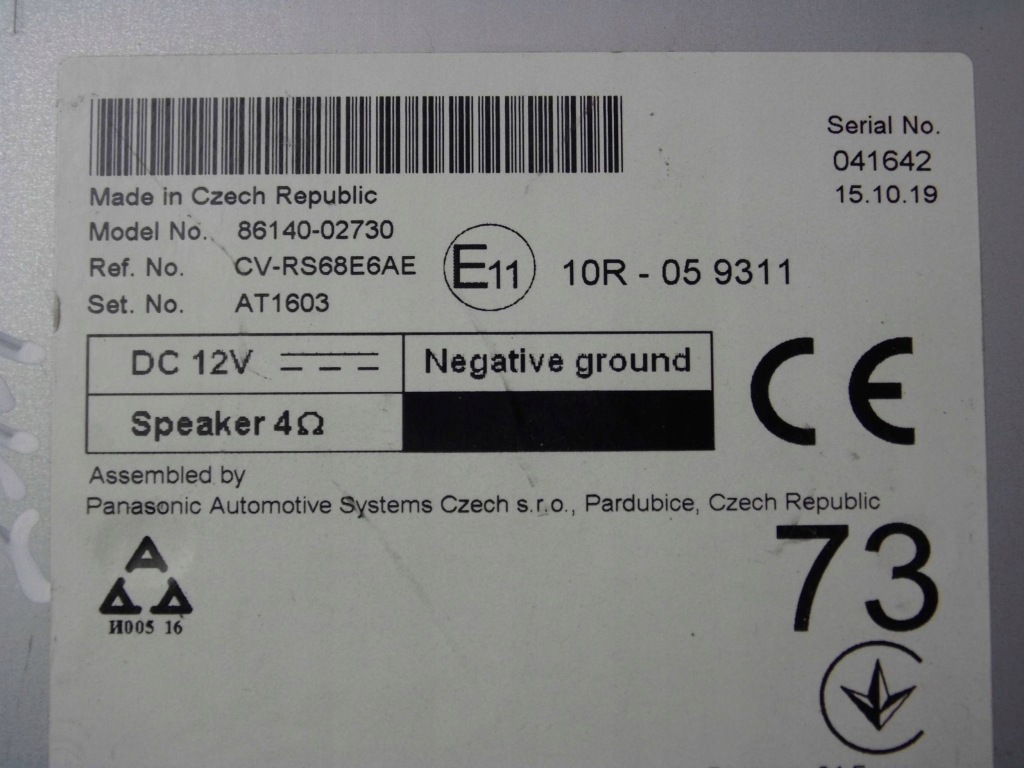 Serial No.
041642
15.10.19
Made in Czech Republic
Model No. 86140-02730
Ref. No. CV-RS68E6AE
Set. No. AT1603
E11 10R - 05 9311
DC 12V
Negative ground
Speaker 4Ω
CE
Assembled by
Panasonic Automotive Systems Czech s.r.o., Pardubice, Czech Republic
73
И005 16